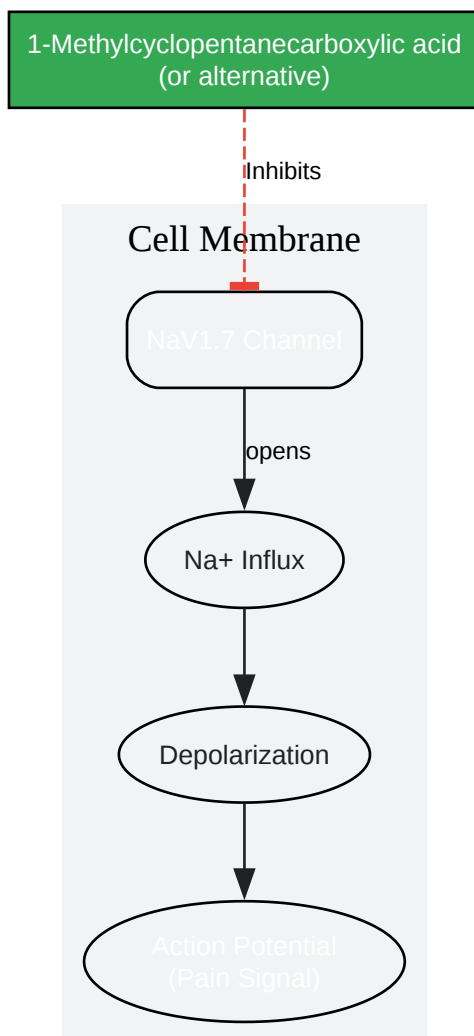 1-Methylcyclopentanecarboxylic acid
(or alternative)
Inhibits
Cell Membrane
NaV1.7 Channel
opens
Na+ Influx
Depolarization
Action Potential
(Pain Signal)